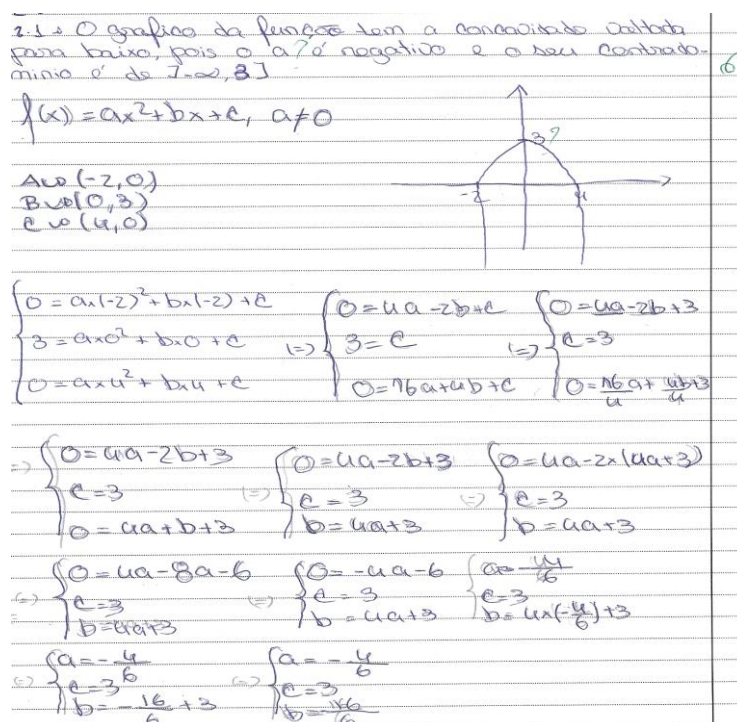 2.1. O grafico da função tem a concavidade voltada
para baixo, pois o a? é negativo e o seu contrado-
minio é de ]-∞,3]
6
f(x) = ax²+bx+c, a≠0
3?
-2 4
A↝(-2,0)
B↝(0,3)
C↝(4,0)
{0 = a×(-2)²+b×(-2)+c {0=4a-2b+c {0=4a-2b+3
{3 = a×0²+b×0+c (=) {3=c (=) {c=3
{0 = a×4²+b×4+c {0=16a+4b+c {0=16a/4+4b/4+3
(=) {0=4a-2b+3 {0=4a-2b+3 {0=4a-2×(4a+3)
{c=3 (=) {c=3 (=) {c=3
{0=4a+b+3 {b=4a+3 {b=4a+3
(=) {0=4a-8a-6 {0=-4a-6 {a=-4/6
{c=3 (=) {c=3 {c=3
{b=4a+3 {b=4a+3 {b=4×(-4/6)+3
(=) {a=-4/6 {a=-4/6
{c=3 (=) {c=3
{b=-16/6+3